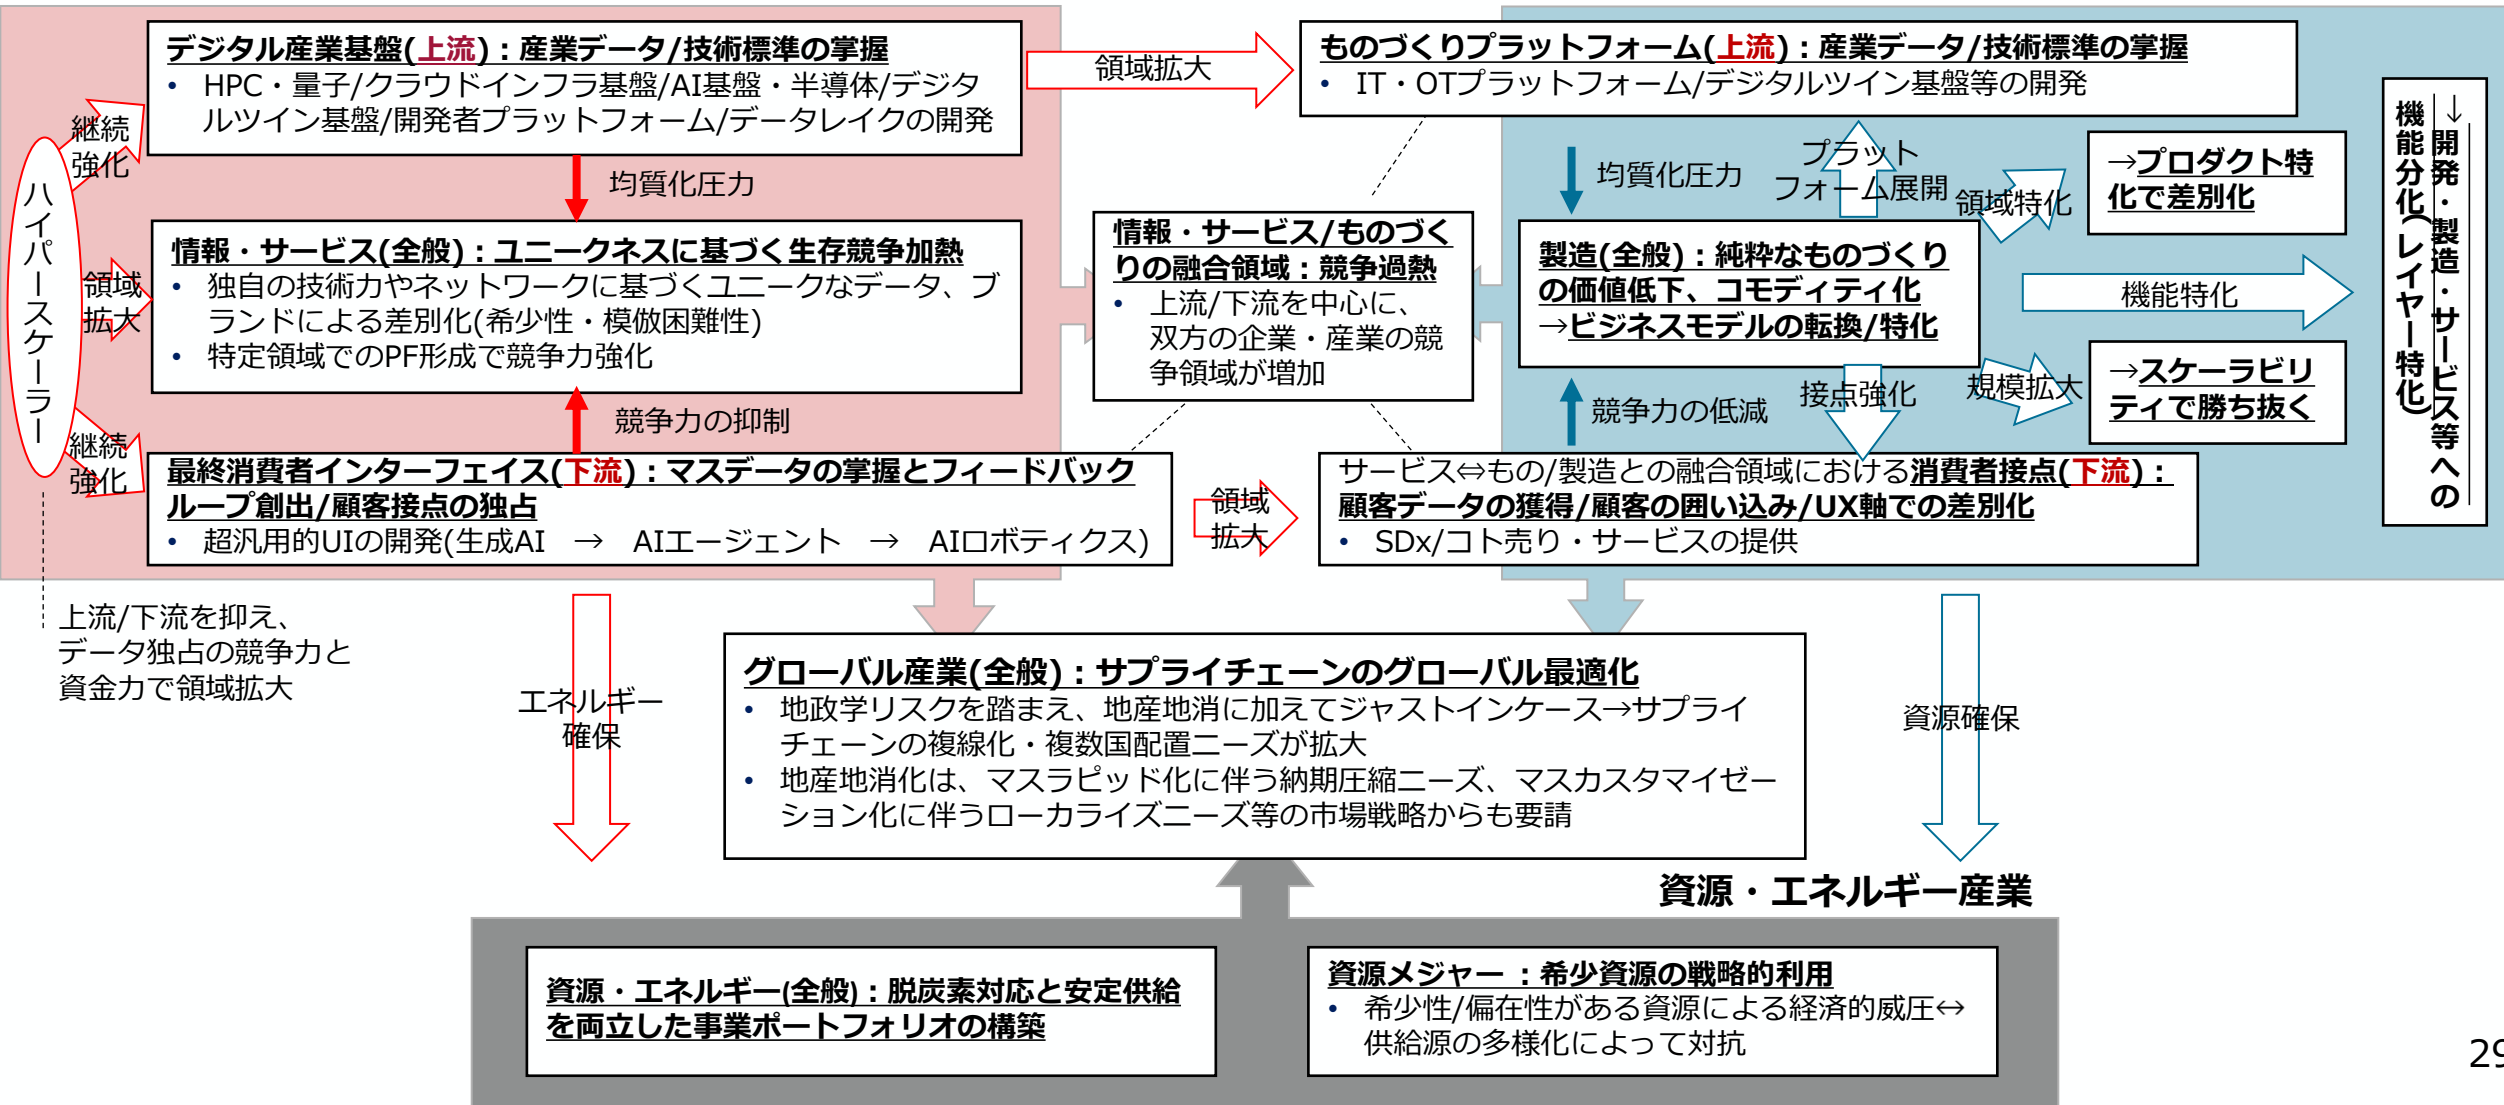 デジタル産業基盤(上流)：産業データ/技術標準の掌握
• HPC・量子/クラウドインフラ基盤/AI基盤・半導体/デジタ
ルツイン基盤/開発者プラットフォーム/データレイクの開発
領域拡大
ものづくりプラットフォーム(上流)：産業データ/技術標準の掌握
• IT・OTプラットフォーム/デジタルツイン基盤等の開発
継続
強化
ハイパースケーラー
領域
拡大
継続
強化
均質化圧力
情報・サービス(全般)：ユニークネスに基づく生存競争加熱
• 独自の技術力やネットワークに基づくユニークなデータ、ブ
ランドによる差別化(希少性・模倣困難性)
• 特定領域でのPF形成で競争力強化
競争力の抑制
最終消費者インターフェイス(下流)：マスデータの掌握とフィードバック
ループ創出/顧客接点の独占
• 超汎用的UIの開発(生成AI → AIエージェント → AIロボティクス)
情報・サービス/ものづく
りの融合領域：競争過熱
• 上流/下流を中心に、
双方の企業・産業の競
争領域が増加
領域
拡大
均質化圧力
プラット
フォーム展開
領域特化
→プロダクト特
化で差別化
製造(全般)：純粋なものづくり
の価値低下、コモディティ化
→ビジネスモデルの転換/特化
機能特化
競争力の低減
接点強化
規模拡大
→スケーラビリ
ティで勝ち抜く
↓開発・製造・サービス等への
機能分化(レイヤー特化)
サービス⇔もの/製造との融合領域における消費者接点(下流)：
顧客データの獲得/顧客の囲い込み/UX軸での差別化
• SDx/コト売り・サービスの提供
上流/下流を抑え、
データ独占の競争力と
資金力で領域拡大
エネルギー
確保
グローバル産業(全般)：サプライチェーンのグローバル最適化
• 地政学リスクを踏まえ、地産地消に加えてジャストインケース→サプライ
チェーンの複線化・複数国配置ニーズが拡大
• 地産地消化は、マスラピッド化に伴う納期圧縮ニーズ、マスカスタマイゼー
ション化に伴うローカライズニーズ等の市場戦略からも要請
資源確保
資源・エネルギー産業
資源・エネルギー(全般)：脱炭素対応と安定供給
を両立した事業ポートフォリオの構築
資源メジャー ：希少資源の戦略的利用
• 希少性/偏在性がある資源による経済的威圧↔
供給源の多様化によって対抗
29